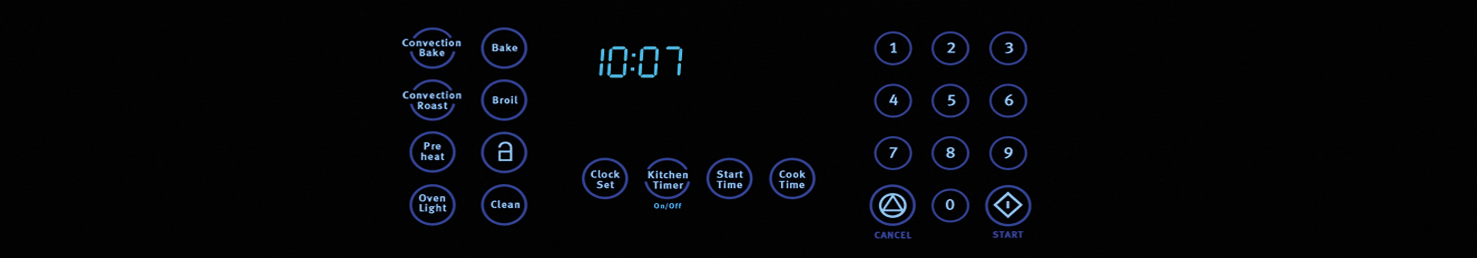 Convection
Bake
Bake
Convection
Roast
Broil
Pre
heat
Oven
Light
Clean
10:07
Clock
Set
Kitchen
Timer
On/Off
Start
Time
Cook
Time
1
2
3
4
5
6
7
8
9
0
CANCEL
START